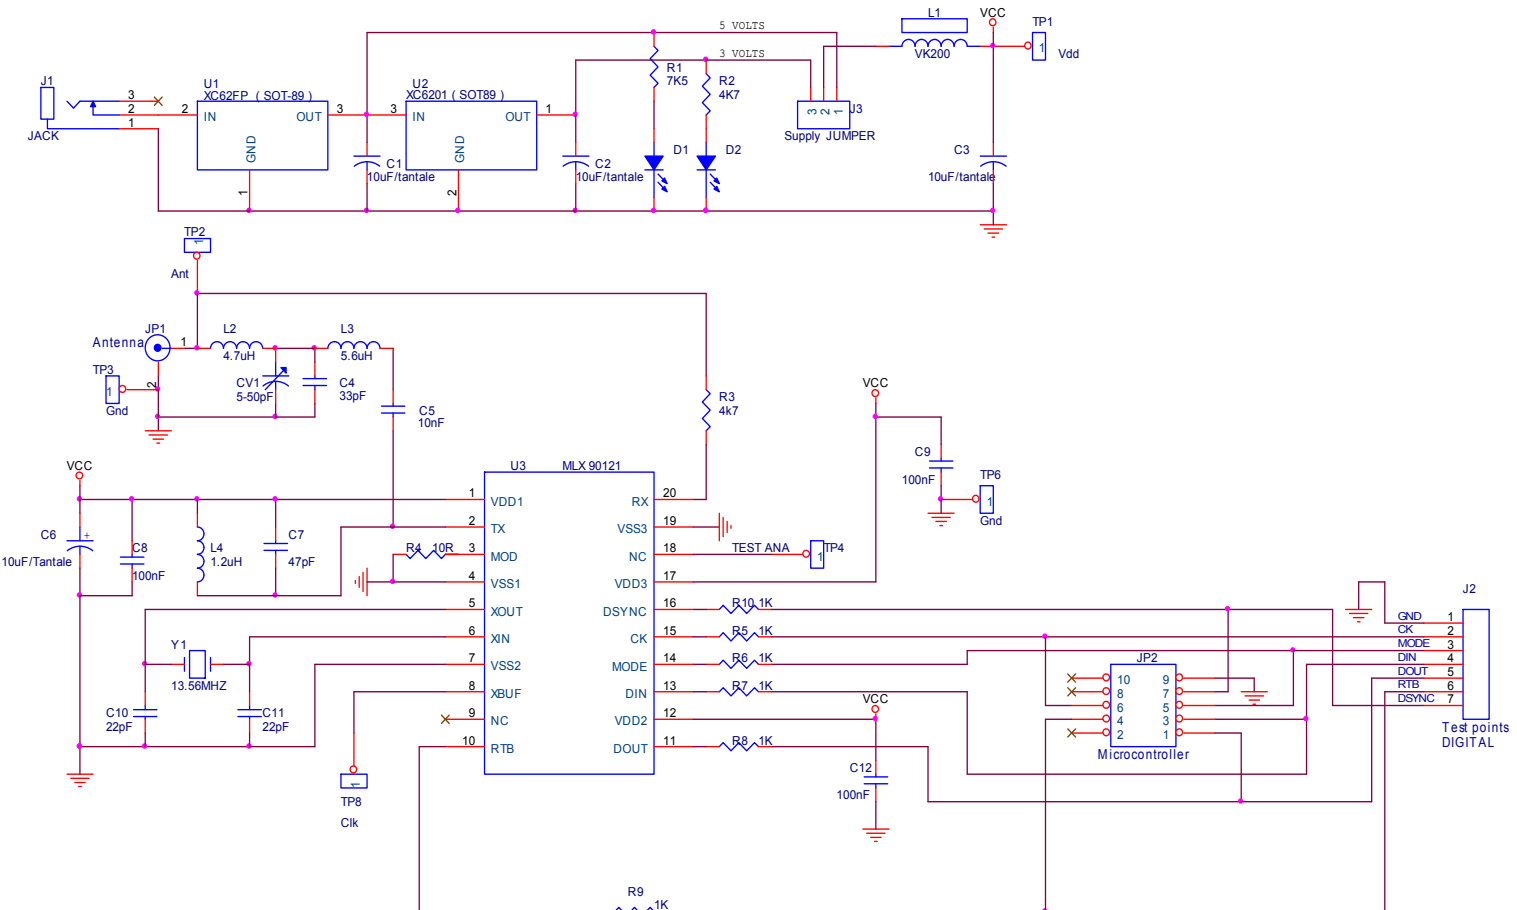 5 VOLTS
L1
VCC
TP1
1
Vdd
VK200
3 VOLTS
J1
3
2
1
JACK
U1
XC62FP ( SOT-89 )
2
IN
OUT
3
GND
1
U2
XC6201 ( SOT89 )
3
IN
OUT
1
GND
2
R1
7K5
R2
4K7
3
2
1
J3
Supply JUMPER
C1
10uF/tantale
C2
10uF/tantale
D1
D2
C3
10uF/tantale
TP2
1
Ant
JP1
Antenna
1
2
L2
4.7uH
L3
5.6uH
TP3
1
Gnd
CV1
5-50pF
C4
33pF
C5
10nF
R3
4k7
VCC
C9
100nF
TP6
1
Gnd
VCC
C6
10uF/Tantale
+
C8
100nF
L4
1.2uH
C7
47pF
R4 10R
U3
MLX 90121
1
VDD1
2
TX
3
MOD
4
VSS1
5
XOUT
6
XIN
7
VSS2
8
XBUF
9
NC
10
RTB
20
RX
19
VSS3
18
NC
17
VDD3
16
DSYNC
15
CK
14
MODE
13
DIN
12
VDD2
11
DOUT
TEST ANA
1
TP4
R10 1K
R5 1K
R6 1K
R7 1K
R8 1K
Y1
13.56MHZ
C10
22pF
C11
22pF
1
TP8
Clk
VCC
C12
100nF
JP2
10 9
8 7
6 5
4 3
2 1
Microcontroller
J2
GND 1
CK 2
MODE 3
DIN 4
DOUT 5
RTB 6
DSYNC 7
Test points
DIGITAL
R9
1K